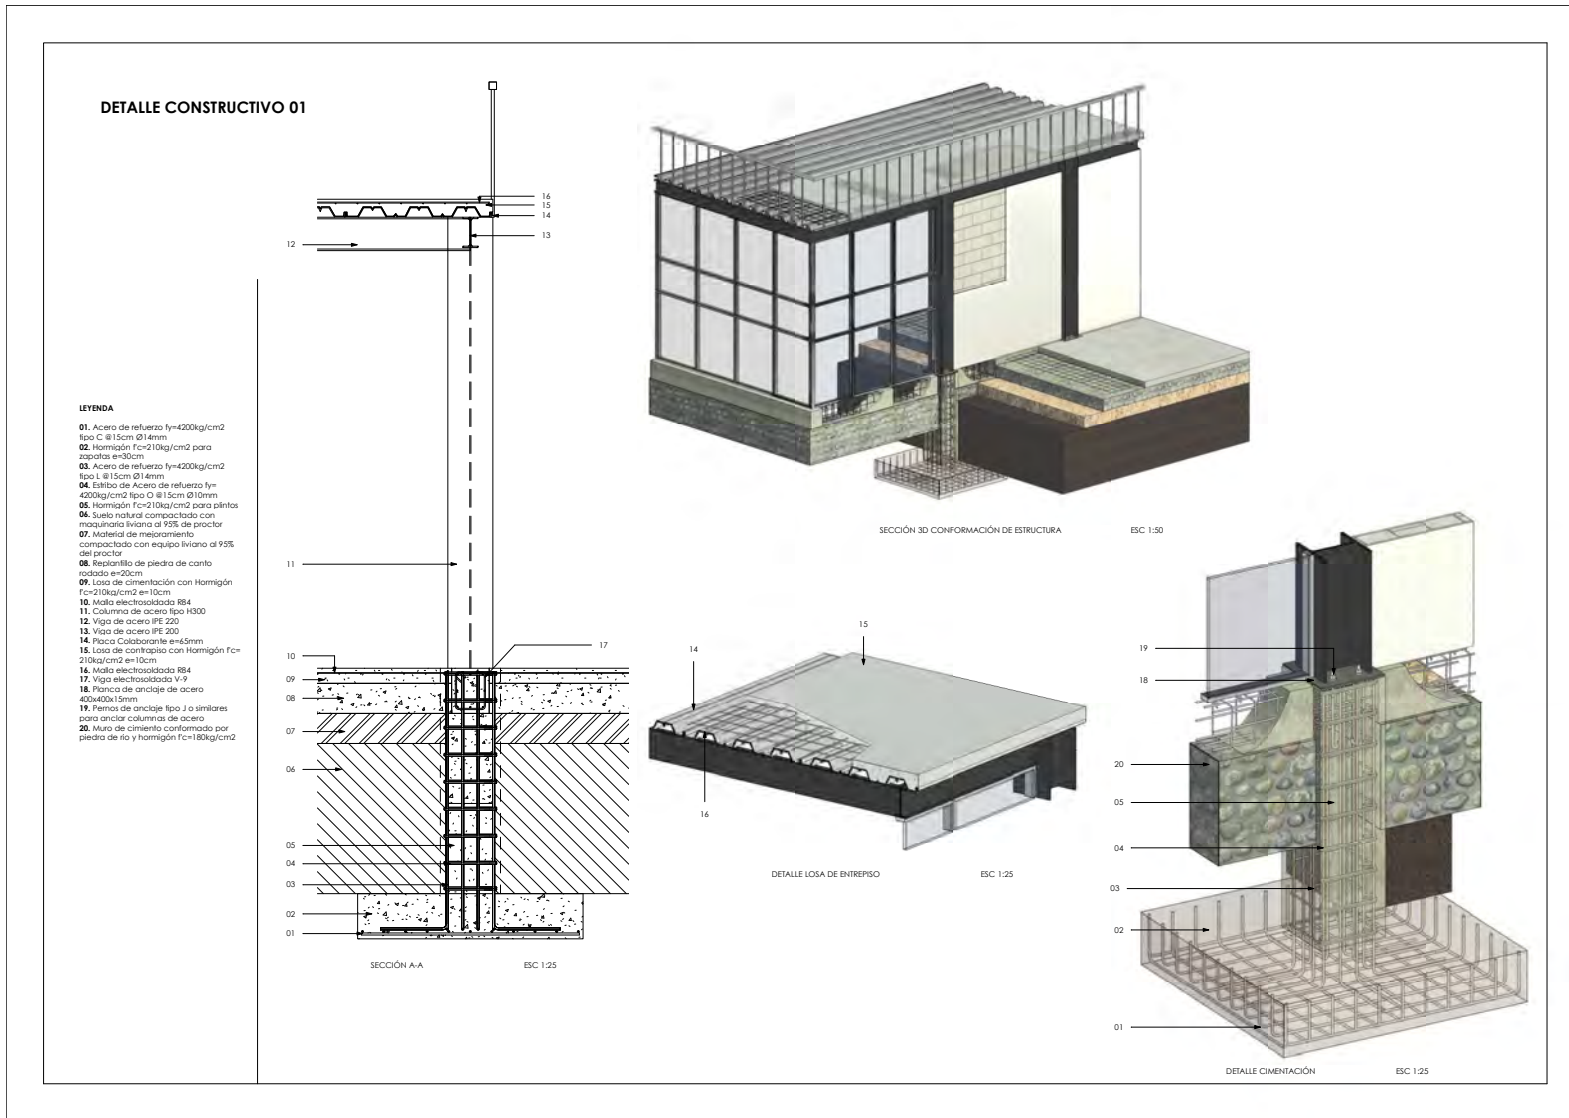 DETALLE CONSTRUCTIVO 01
16
15
14
13
12
11
LEYENDA
01. Acero de refuerzo fy=4200kg/cm2
tipo C @15cm Ø14mm
02. Hormigón f'c=210kg/cm2 para
zapatas e=30cm
03. Acero de refuerzo fy=4200kg/cm2
tipo L @15cm Ø14mm
04. Estribo de Acero de refuerzo fy=
4200kg/cm2 tipo O @15cm Ø10mm
05. Hormigón f'c=210kg/cm2 para plintos
06. Suelo natural compactado con
maquinaria liviana al 95% de proctor
07. Material de mejoramiento
compactado con equipo liviano al 95%
del proctor
08. Replantillo de piedra de canto
rodado e=20cm
09. Losa de cimentación con Hormigón
f'c=210kg/cm2 e=10cm
10. Malla electrosoldada R84
11. Columna de acero tipo H300
12. Viga de acero IPE 220
13. Viga de acero IPE 200
14. Placa Colaborante e=65mm
15. Losa de contrapiso con Hormigón f'c=
210kg/cm2 e=10cm
16. Malla electrosoldada R84
17. Viga electrosoldada V-9
18. Planca de anclaje de acero
400x400x15mm
19. Pernos de anclaje tipo J o similares
para anclar columnas de acero
20. Muro de cimiento conformado por
piedra de rio y hormigón f'c=180kg/cm2
17
10
09
08
07
06
05
04
03
02
01
SECCIÓN A-A ESC 1:25
SECCIÓN 3D CONFORMACIÓN DE ESTRUCTURA ESC 1:50
15
14
16
DETALLE LOSA DE ENTREPISO ESC 1:25
19
18
20
05
04
03
02
01
DETALLE CIMENTACIÓN ESC 1:25